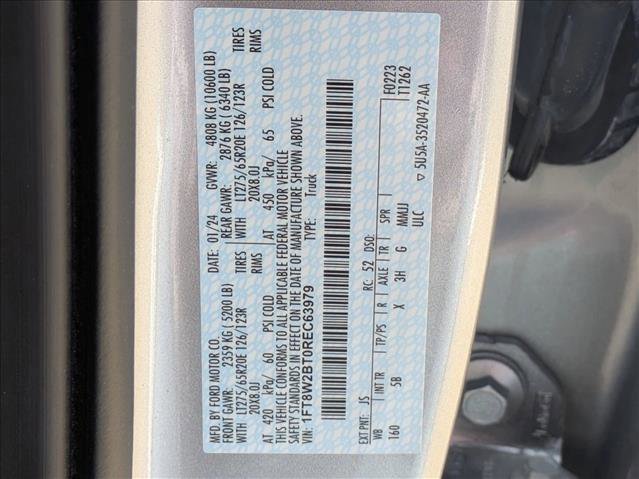 MFD. BY FORD MOTOR CO.
DATE: 01/24 GVWR: 4808 KG (10600 LB)
FRONT GAWR: 2359 KG ( 5200 LB) REAR GAWR: 2876 KG ( 6340 LB)
WITH LT275/65R20E 126/123R TIRES WITH LT275/65R20E 126/123R TIRES
20X8.0J RIMS 20X8.0J RIMS
AT 420 kPa/ 60 PSI COLD AT 450 kPa/ 65 PSI COLD
THIS VEHICLE CONFORMS TO ALL APPLICABLE FEDERAL MOTOR VEHICLE
SAFETY STANDARDS IN EFFECT ON THE DATE OF MANUFACTURE SHOWN ABOVE.
VIN: 1FT8W2BT0REC63979
TYPE: Truck
F0223
T1262
EXT PNT: JS RC: 52 DSO:
WB INT TR TP/PS R AXLE TR SPR
160 5B X 3H G MMJJ
ULC
▽ 5U5A-3520472-AA